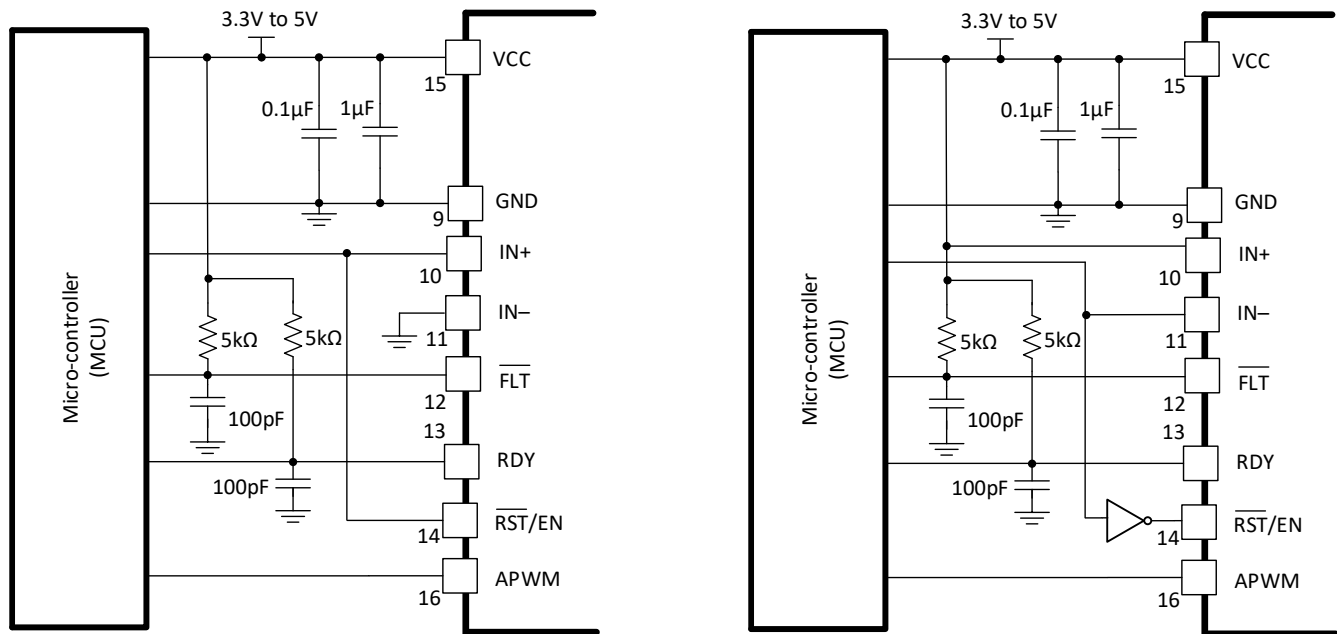 3.3V to 5V
VCC
15
0.1µF
1µF
GND
9
IN+
10
IN−
11
5kΩ
5kΩ
FLT
12
100pF
13
RDY
100pF
RST/EN
14
APWM
16
Micro-controller
(MCU)
3.3V to 5V
VCC
15
0.1µF
1µF
GND
9
IN+
10
IN−
11
5kΩ
5kΩ
FLT
12
100pF
13
RDY
100pF
RST/EN
14
APWM
16
Micro-controller
(MCU)